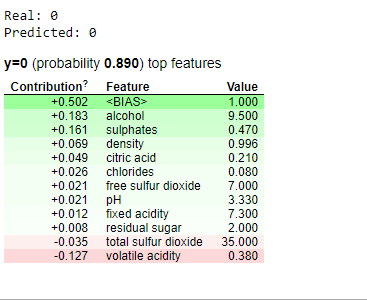 Real: 0
Predicted: 0
y=0 (probability 0.890) top features
Contribution? Feature Value
+0.502 <BIAS> 1.000
+0.183 alcohol 9.500
+0.161 sulphates 0.470
+0.069 density 0.996
+0.049 citric acid 0.210
+0.026 chlorides 0.080
+0.021 free sulfur dioxide 7.000
+0.021 pH 3.330
+0.012 fixed acidity 7.300
+0.008 residual sugar 2.000
-0.035 total sulfur dioxide 35.000
-0.127 volatile acidity 0.380